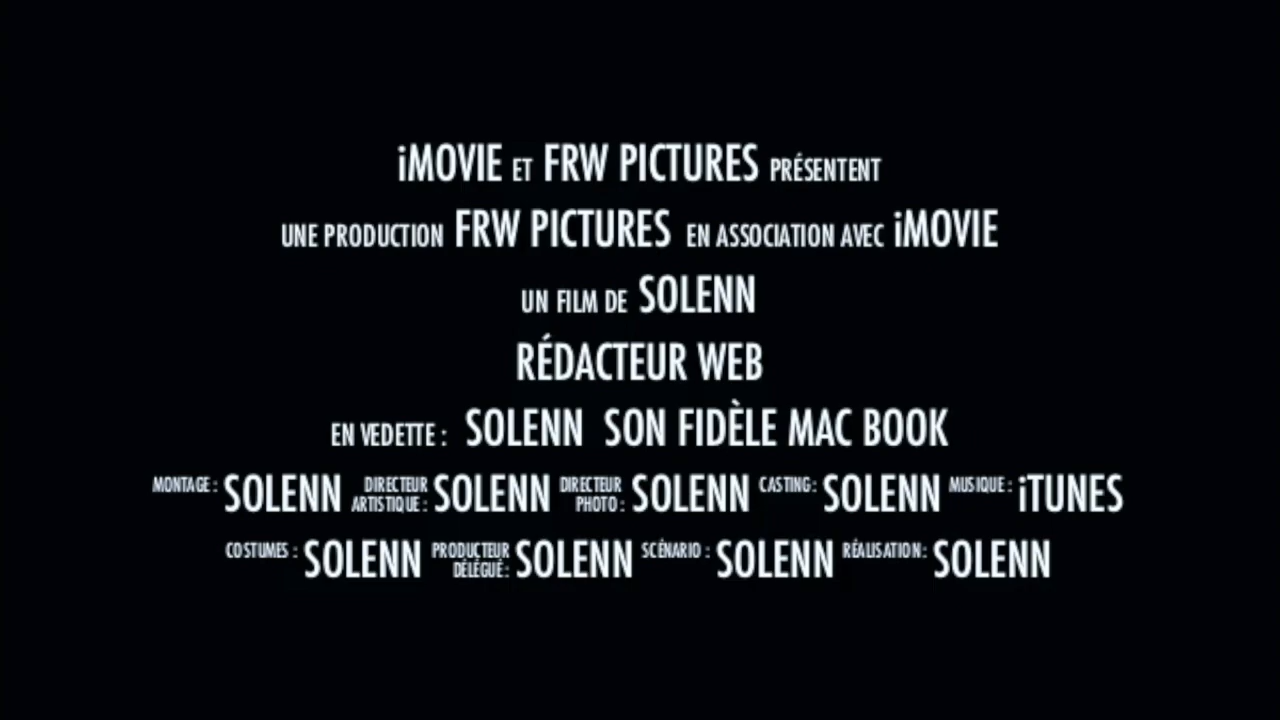 iMOVIE ET FRW PICTURES PRÉSENTENT
UNE PRODUCTION FRW PICTURES EN ASSOCIATION AVEC iMOVIE
UN FILM DE SOLENN
RÉDACTEUR WEB
EN VEDETTE : SOLENN SON FIDÈLE MAC BOOK
MONTAGE : SOLENN DIRECTEUR ARTISTIQUE : SOLENN DIRECTEUR PHOTO : SOLENN CASTING : SOLENN MUSIQUE : iTUNES
COSTUMES : SOLENN PRODUCTEUR DÉLÉGUÉ : SOLENN SCÉNARIO : SOLENN RÉALISATION : SOLENN